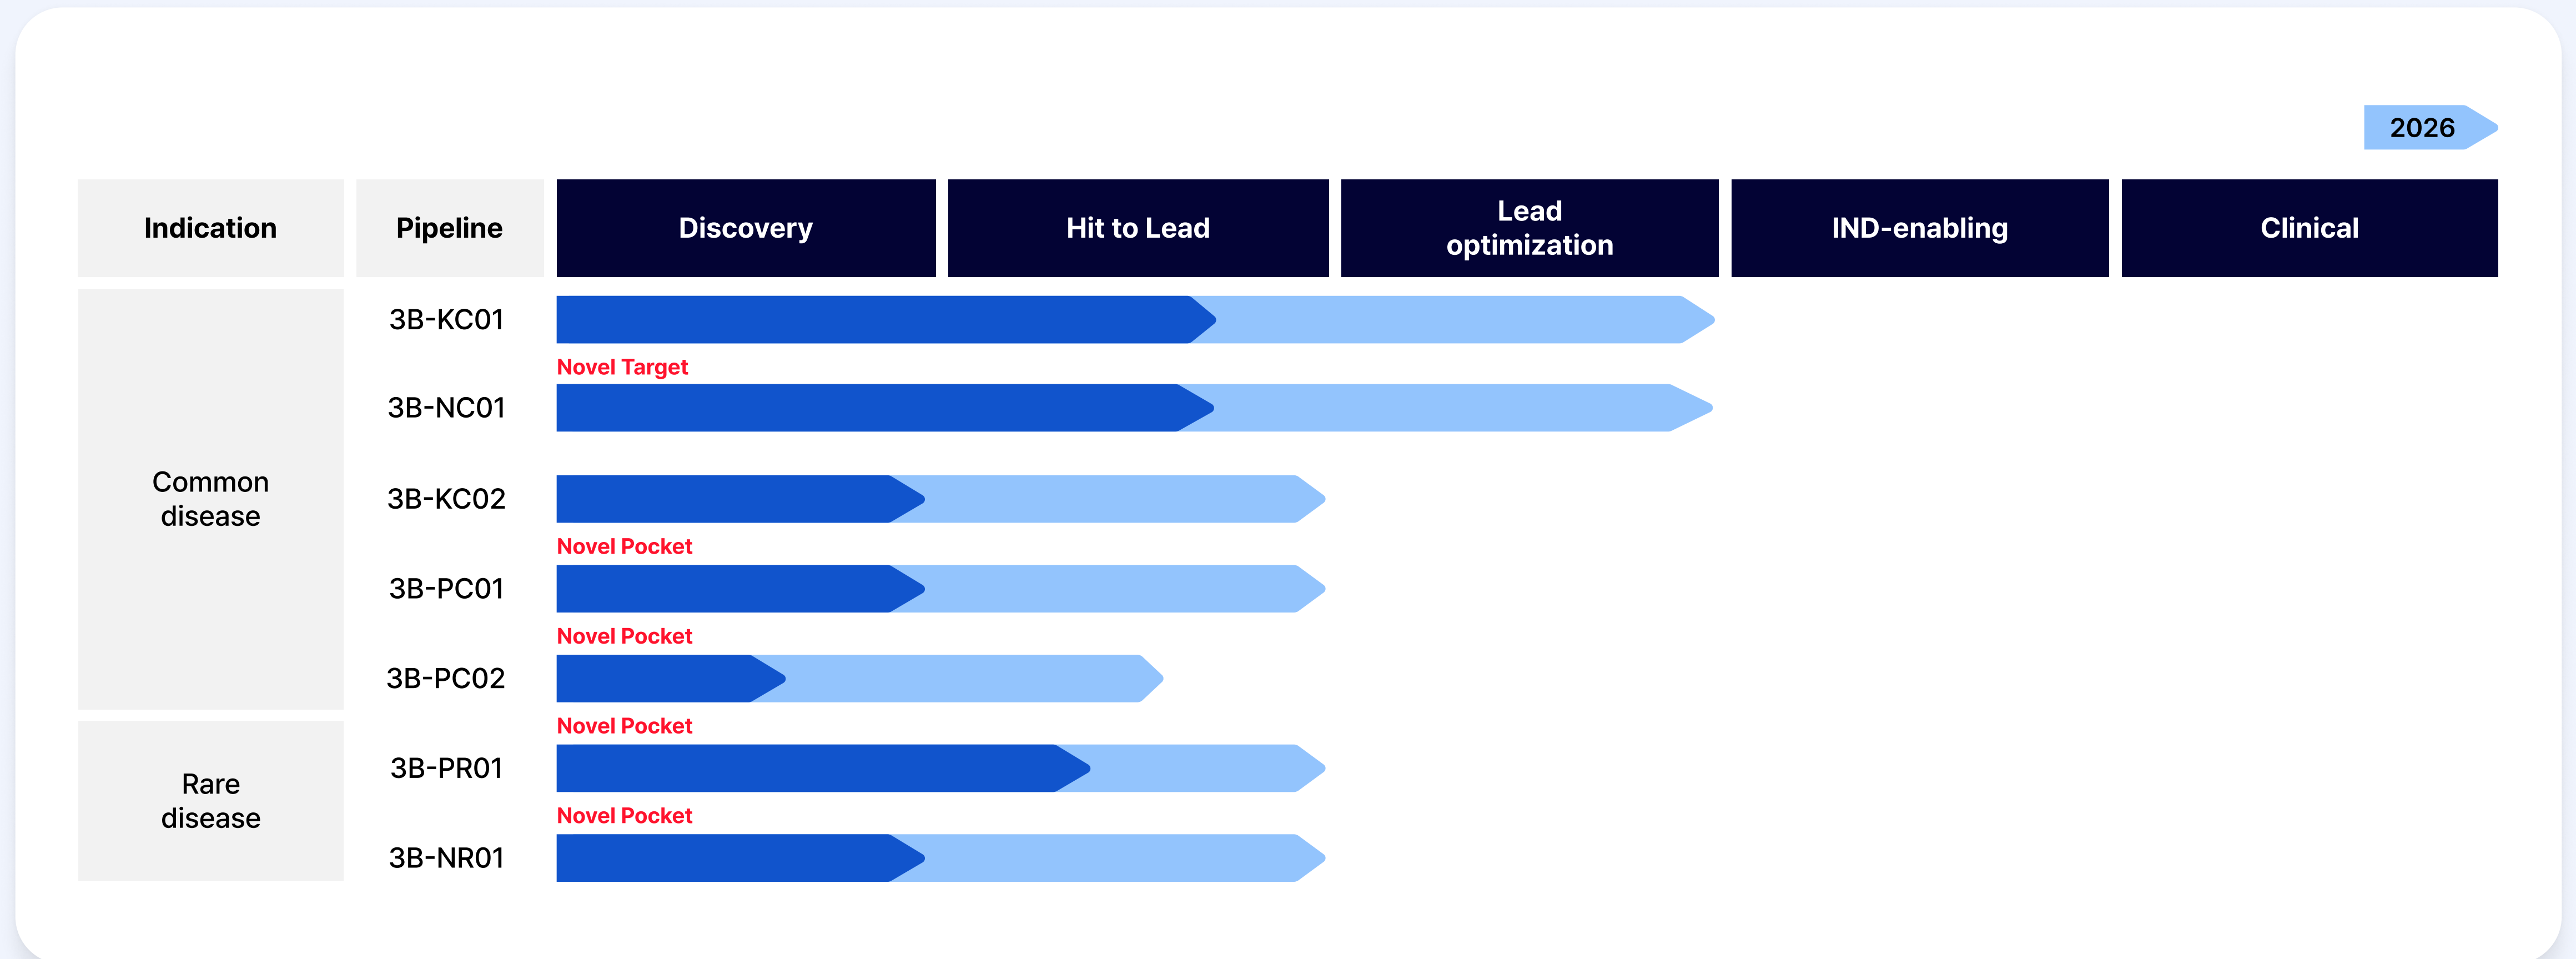 2026
Indication
Pipeline
Discovery
Hit to Lead
Lead
optimization
IND-enabling
Clinical
Common
disease
3B-KC01
Novel Target
3B-NC01
3B-KC02
Novel Pocket
3B-PC01
Novel Pocket
3B-PC02
Rare
disease
Novel Pocket
3B-PR01
Novel Pocket
3B-NR01